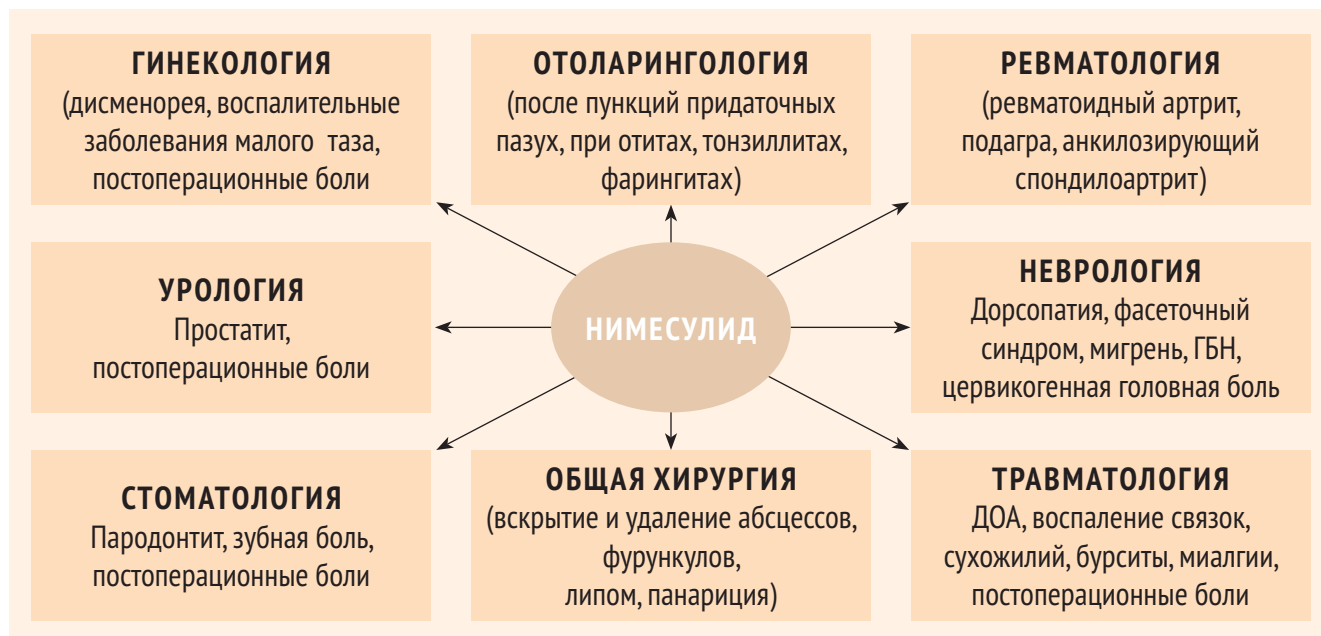 ГИНЕКОЛОГИЯ
(дисменорея, воспалительные
заболевания малого таза,
постоперационные боли
ОТОЛАРИНГОЛОГИЯ
(после пункций придаточных
пазух, при отитах, тонзиллитах,
фарингитах)
РЕВМАТОЛОГИЯ
(ревматоидный артрит,
подагра, анкилозирующий
спондилоартрит)
УРОЛОГИЯ
Простатит,
постоперационные боли
НИМЕСУЛИД
НЕВРОЛОГИЯ
Дорсопатия, фасеточный
синдром, мигрень, ГБН,
цервикогенная головная боль
СТОМАТОЛОГИЯ
Пародонтит, зубная боль,
постоперационные боли
ОБЩАЯ ХИРУРГИЯ
(вскрытие и удаление абсцессов,
фурункулов,
липом, панариция)
ТРАВМАТОЛОГИЯ
ДОА, воспаление связок,
сухожилий, бурситы, миалгии,
постоперационные боли